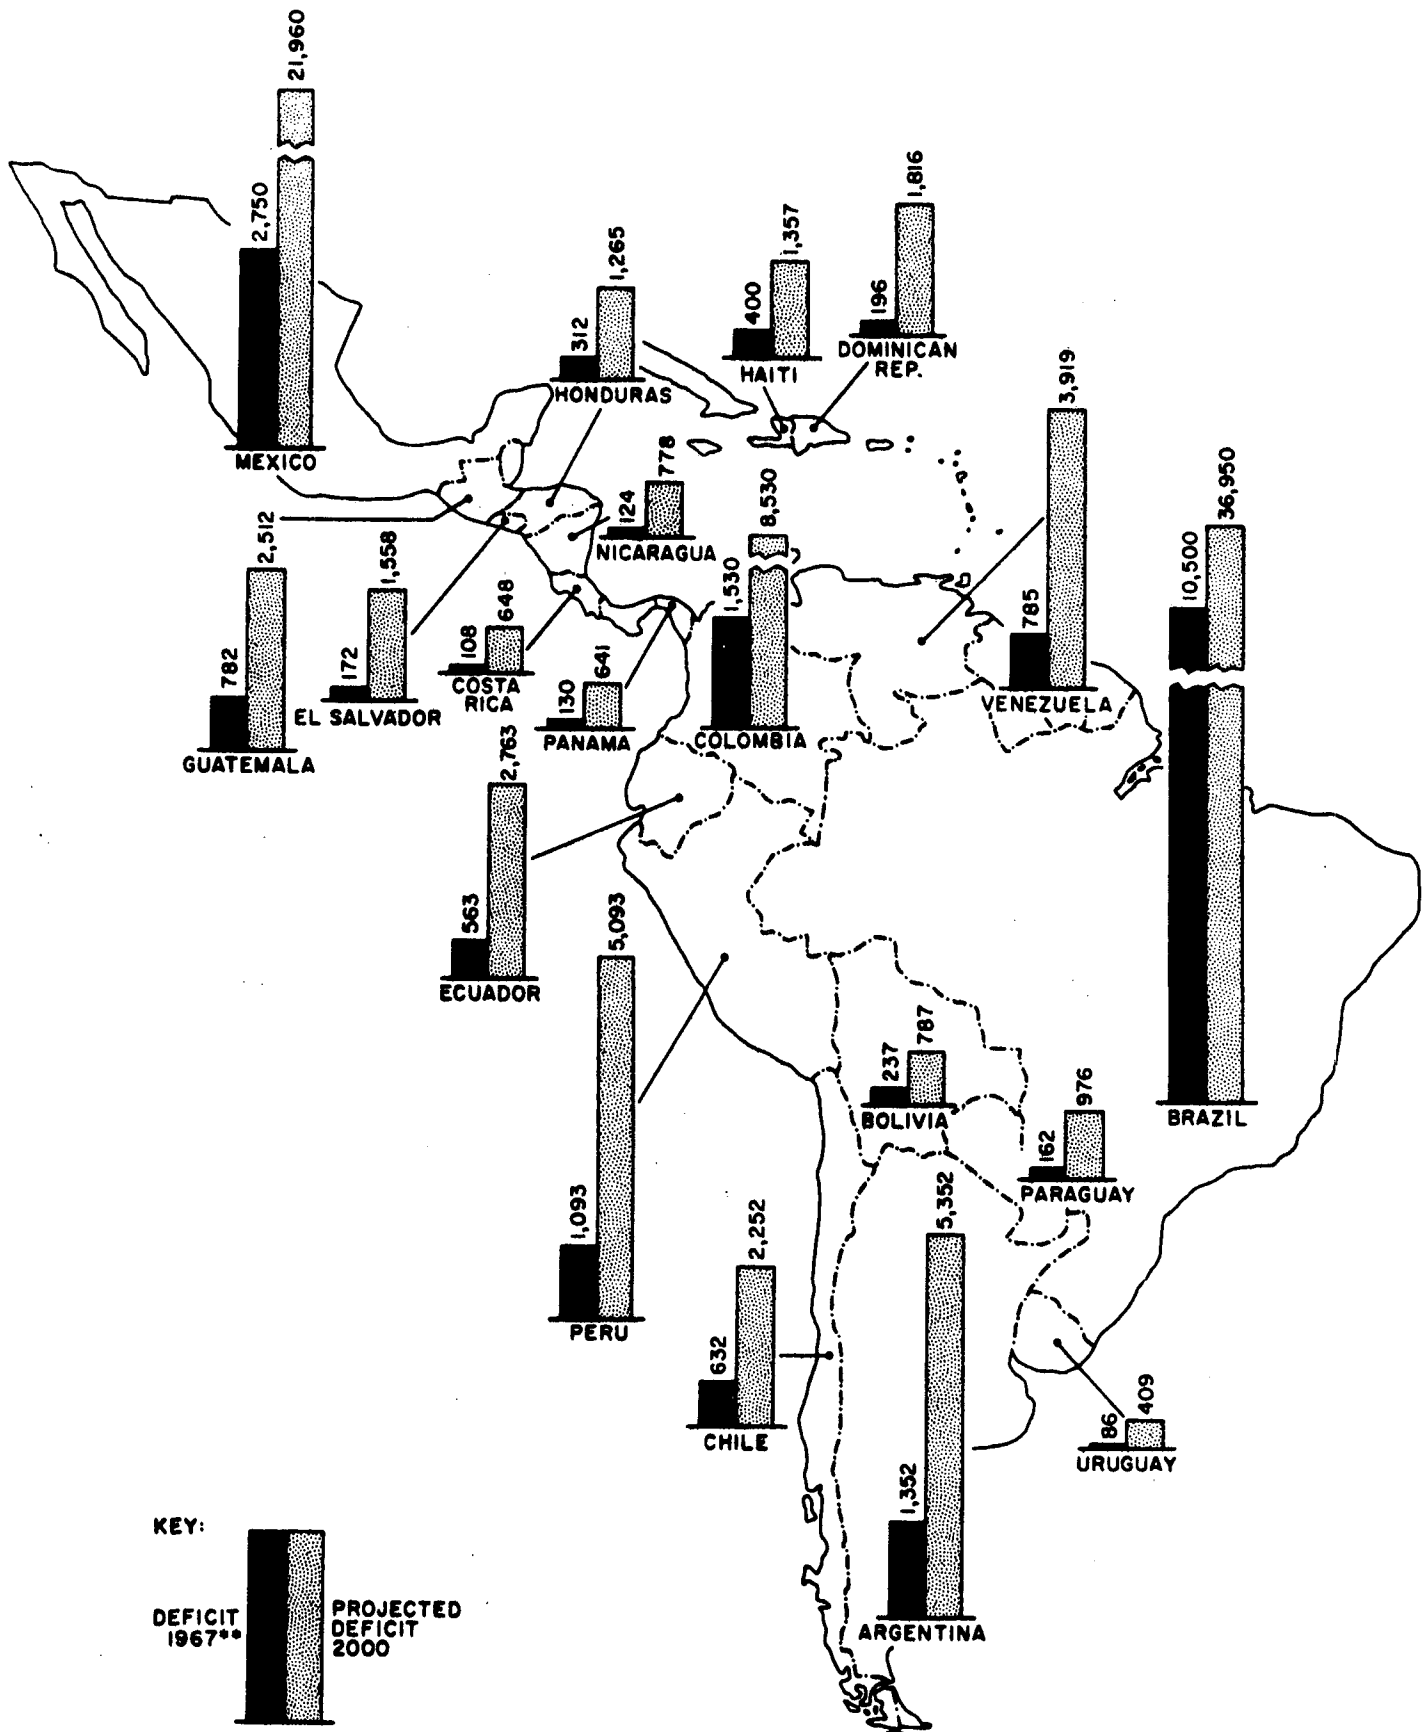 21,960
2,750
MEXICO
1,265
312
HONDURAS
1,357
400
HAITI
1,816
196
DOMINICAN
REP.
778
124
NICARAGUA
3,919
785
VENEZUELA
8,530
1,530
COLOMBIA
36,950
10,500
BRAZIL
2,512
782
GUATEMALA
1,558
172
EL SALVADOR
648
108
COSTA
RICA
641
130
PANAMA
2,763
563
ECUADOR
5,093
1,093
PERU
787
237
BOLIVIA
976
162
PARAGUAY
2,252
632
CHILE
5,352
1,352
ARGENTINA
409
86
URUGUAY
KEY:
DEFICIT
1967**
PROJECTED
DEFICIT
2000